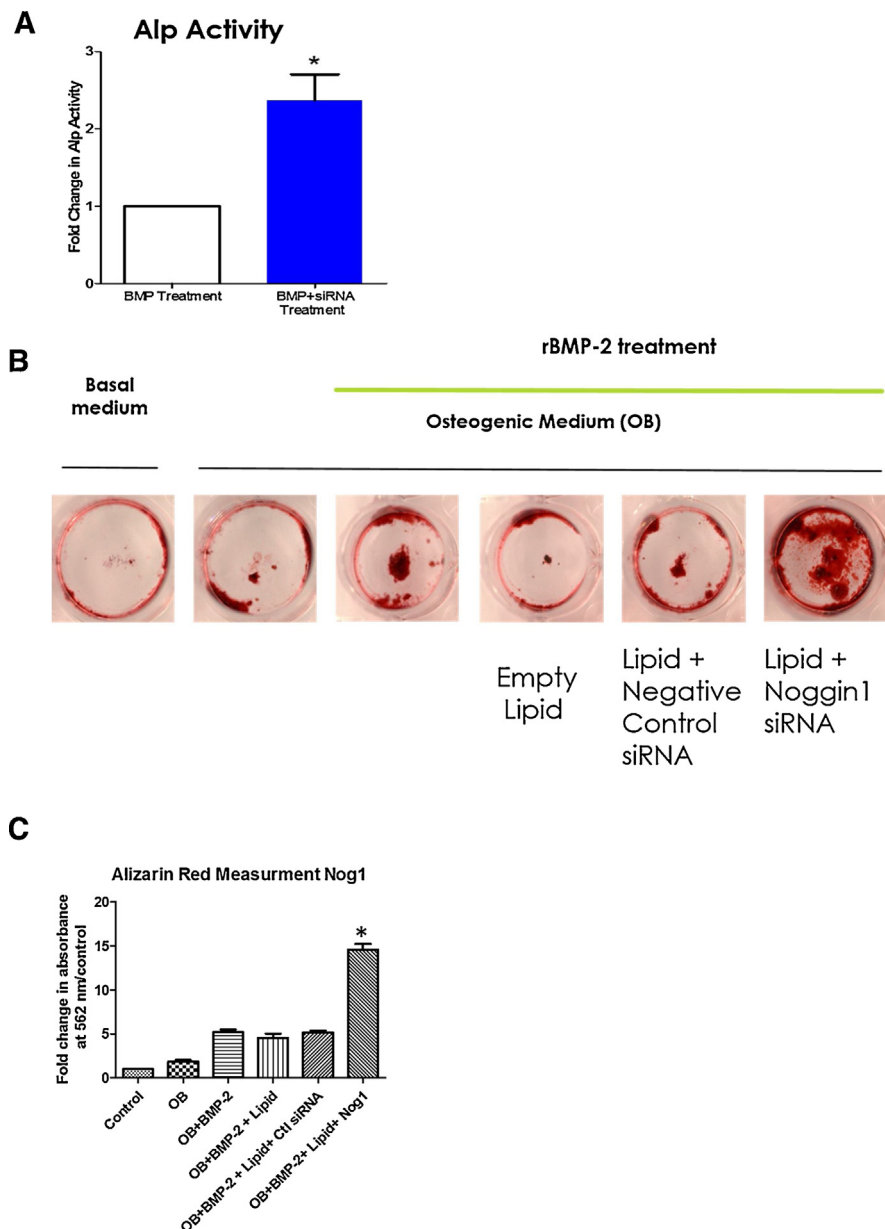 A
Alp Activity
Fold Change in Alp Activity
3
*
2
1
0
BMP Treatment
BMP+siRNA
Treatment
B
rBMP-2 treatment
Basal
medium
Osteogenic Medium (OB)
Empty
Lipid
Lipid +
Negative
Control
siRNA
Lipid +
Noggin1
siRNA
C
Alizarin Red Measurment Nog1
Fold change in absorbance
at 562 nm/control
20
15
10
5
0
*
Control
OB
OB+BMP-2
OB+BMP-2 + Lipid
OB+BMP-2 + Lipid+ Ctl siRNA
OB+BMP-2+ Lipid+ Nog1